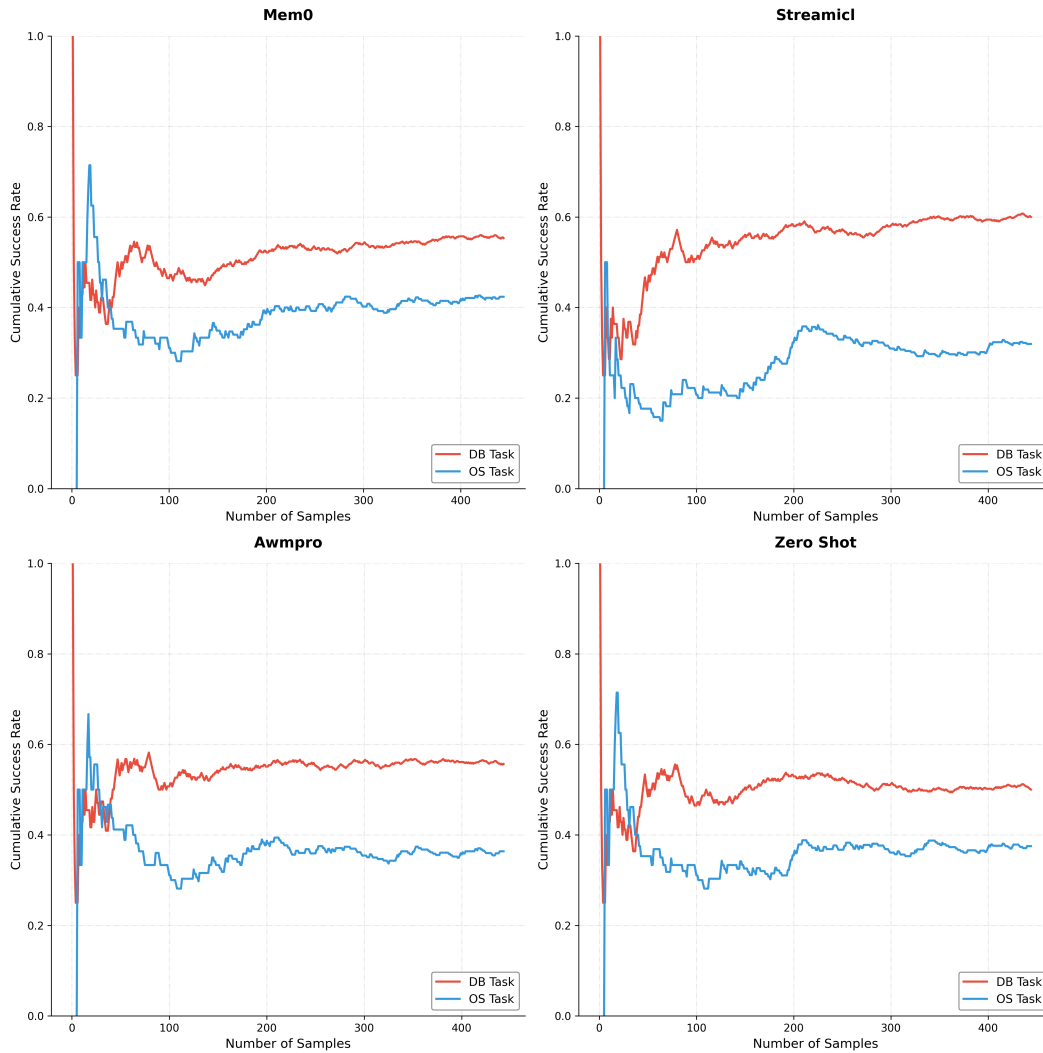 Mem0
Cumulative Success Rate
1.0
0.8
0.6
0.4
0.2
0.0
0
100
200
300
400
Number of Samples
DB Task
OS Task
Streamicl
Cumulative Success Rate
1.0
0.8
0.6
0.4
0.2
0.0
0
100
200
300
400
Number of Samples
DB Task
OS Task
Awmpro
Cumulative Success Rate
1.0
0.8
0.6
0.4
0.2
0.0
0
100
200
300
400
Number of Samples
DB Task
OS Task
Zero Shot
Cumulative Success Rate
1.0
0.8
0.6
0.4
0.2
0.0
0
100
200
300
400
Number of Samples
DB Task
OS Task